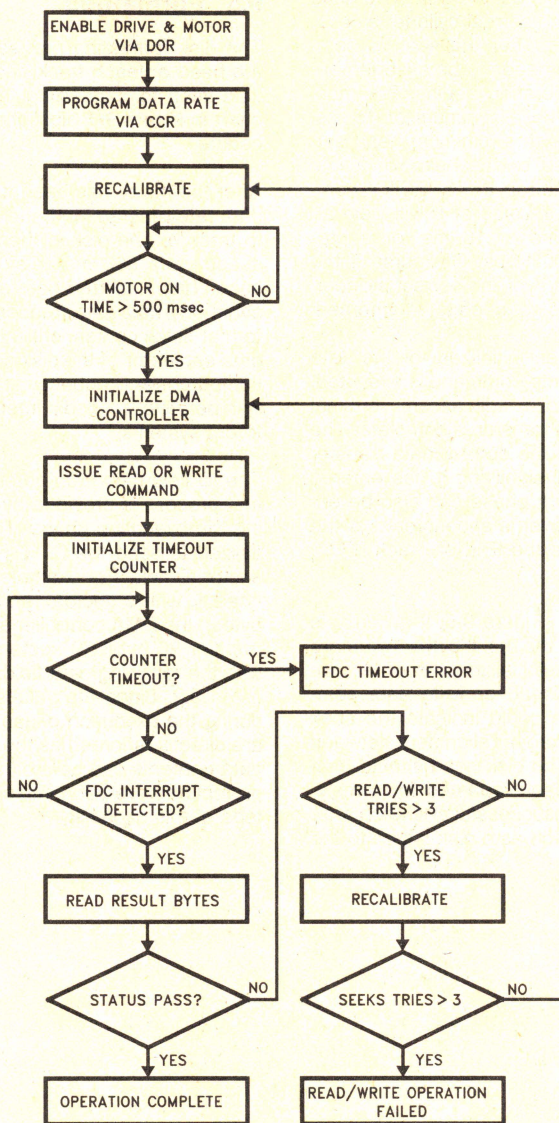 ENABLE DRIVE & MOTOR
VIA DOR
PROGRAM DATA RATE
VIA CCR
RECALIBRATE
MOTOR ON
TIME > 500 msec
NO
YES
INITIALIZE DMA
CONTROLLER
ISSUE READ OR WRITE
COMMAND
INITIALIZE TIMEOUT
COUNTER
COUNTER
TIMEOUT?
YES
FDC TIMEOUT ERROR
NO
FDC INTERRUPT
DETECTED?
NO
YES
READ/WRITE
TRIES > 3
NO
YES
READ RESULT BYTES
RECALIBRATE
STATUS PASS?
NO
YES
SEEKS TRIES > 3
NO
YES
OPERATION COMPLETE
READ/WRITE OPERATION
FAILED